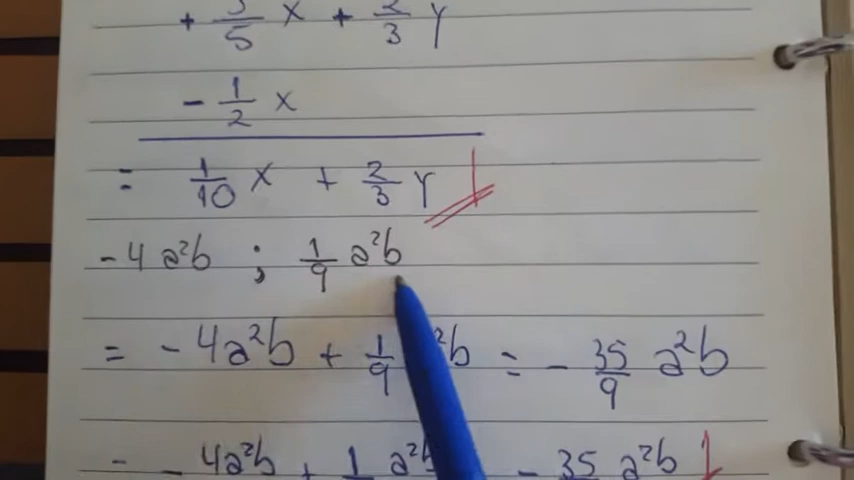 + 3/5 x + 2/3 y
- 1/2 x
= 1/10 x + 2/3 y
-4 a²b ; 1/9 a²b
= -4a²b + 1/9 ²b = - 35/9 a²b
- 4a²b + 1 a²b - 35 a²b